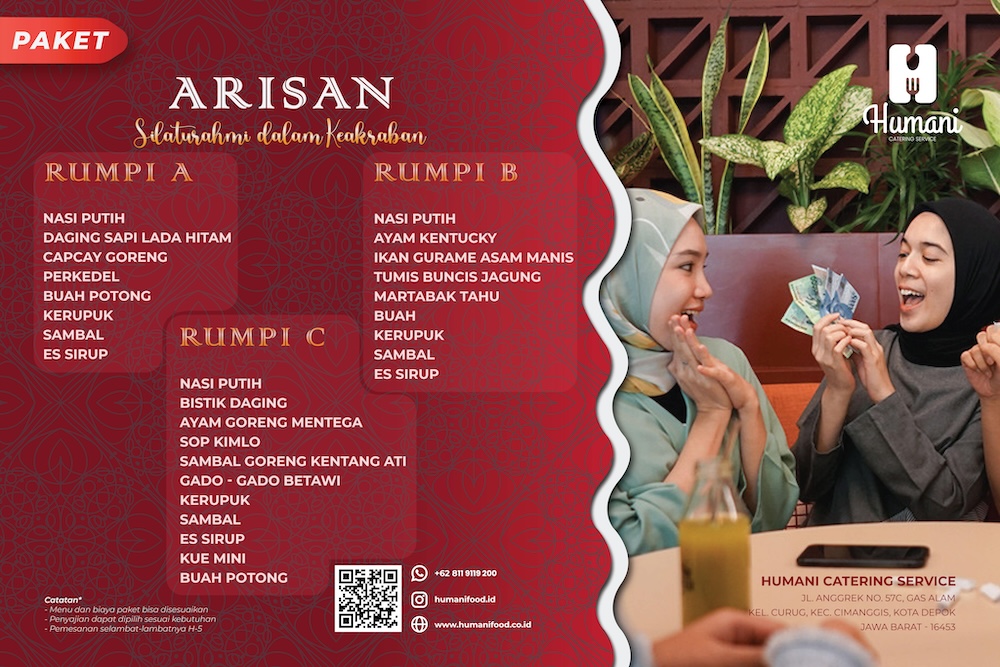 PAKET
ARISAN
Silaturahmi dalam Keakraban
RUMPI A
NASI PUTIH
DAGING SAPI LADA HITAM
CAPCAY GORENG
PERKEDEL
BUAH POTONG
KERUPUK
SAMBAL
ES SIRUP
RUMPI B
NASI PUTIH
AYAM KENTUCKY
IKAN GURAME ASAM MANIS
TUMIS BUNCIS JAGUNG
MARTABAK TAHU
BUAH
KERUPUK
SAMBAL
ES SIRUP
RUMPI C
NASI PUTIH
BISTIK DAGING
AYAM GORENG MENTEGA
SOP KIMLO
SAMBAL GORENG KENTANG ATI
GADO - GADO BETAWI
KERUPUK
SAMBAL
ES SIRUP
KUE MINI
BUAH POTONG
Catatan*
- Menu dan biaya paket bisa disesuaikan
- Penyajian dapat dipilih sesuai kebutuhan
- Pemesanan selambat-lambatnya H-5
+62 811 9119 200
humanifood.id
www.humanifood.co.id
Humani
CATERING SERVICE
HUMANI CATERING SERVICE
JL. ANGGREK NO. 57C, GAS ALAM
KEL. CURUG, KEC. CIMANGGIS, KOTA DEPOK
JAWA BARAT - 16453